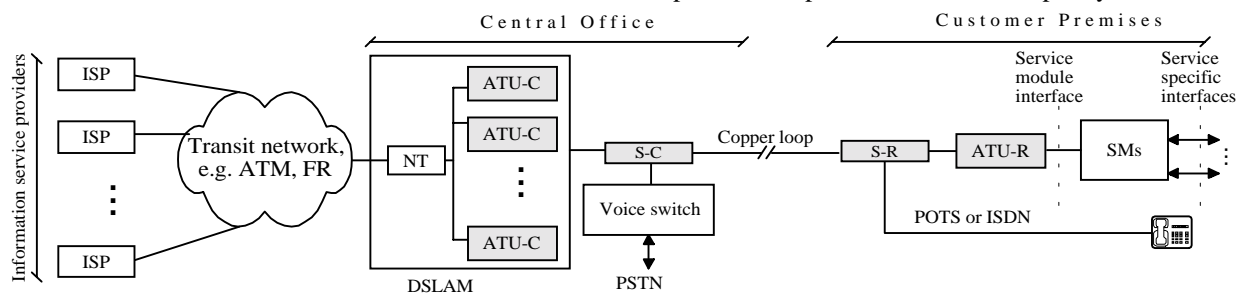 Central Office
Customer Premises
Information service providers
ISP
ISP
ISP
Transit network,
e.g. ATM, FR
NT
ATU-C
ATU-C
ATU-C
DSLAM
S-C
Voice switch
PSTN
Copper loop
S-R
ATU-R
Service
module
interface
SMs
Service
specific
interfaces
POTS or ISDN